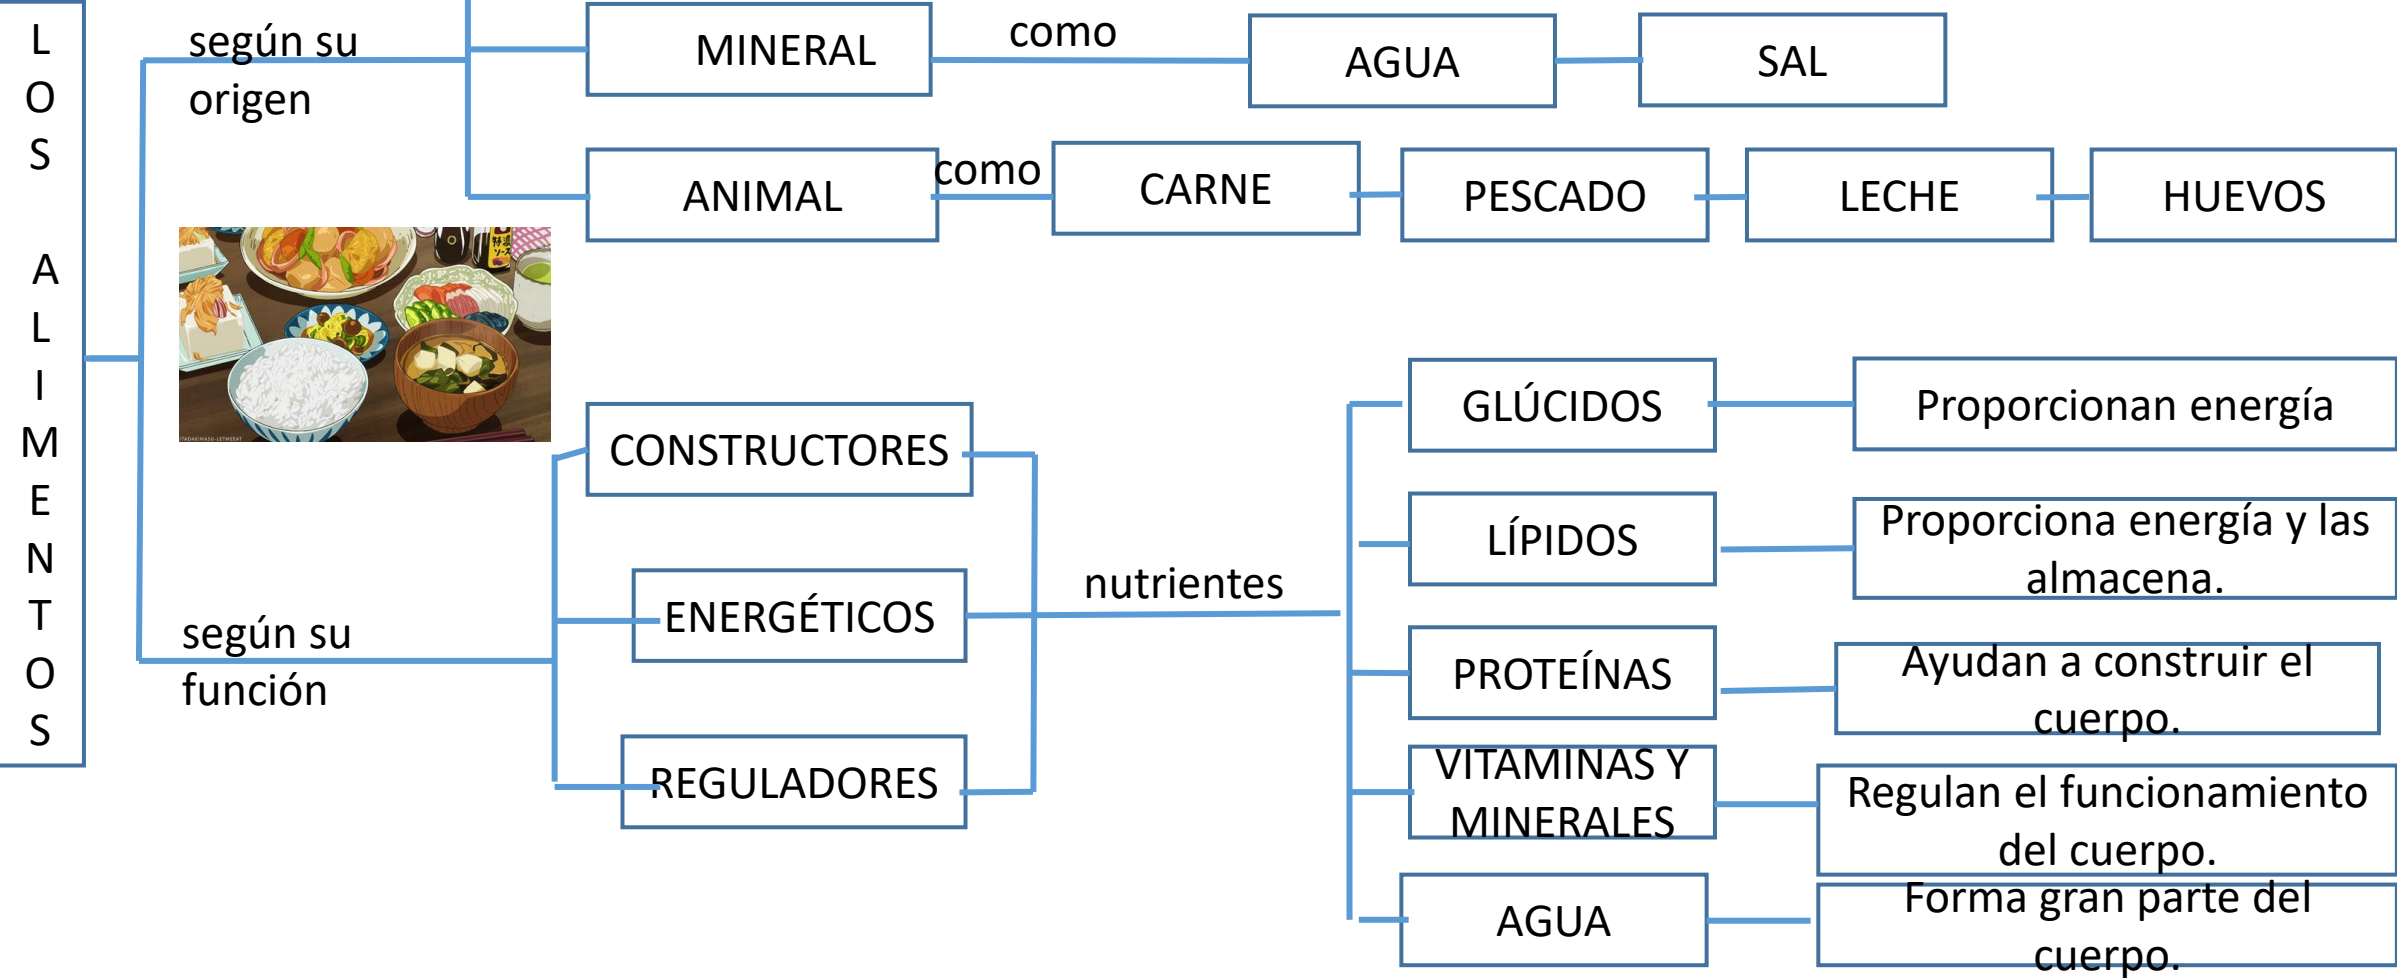 LOS ALIMENTOS
según su
origen
MINERAL
como
AGUA
SAL
ANIMAL
como
CARNE
PESCADO
LECHE
HUEVOS
según su
función
CONSTRUCTORES
ENERGÉTICOS
REGULADORES
nutrientes
GLÚCIDOS
Proporcionan energía
LÍPIDOS
Proporciona energía y las
almacena.
PROTEÍNAS
Ayudan a construir el
cuerpo.
VITAMINAS Y
MINERALES
Regulan el funcionamiento
del cuerpo.
AGUA
Forma gran parte del
cuerpo.